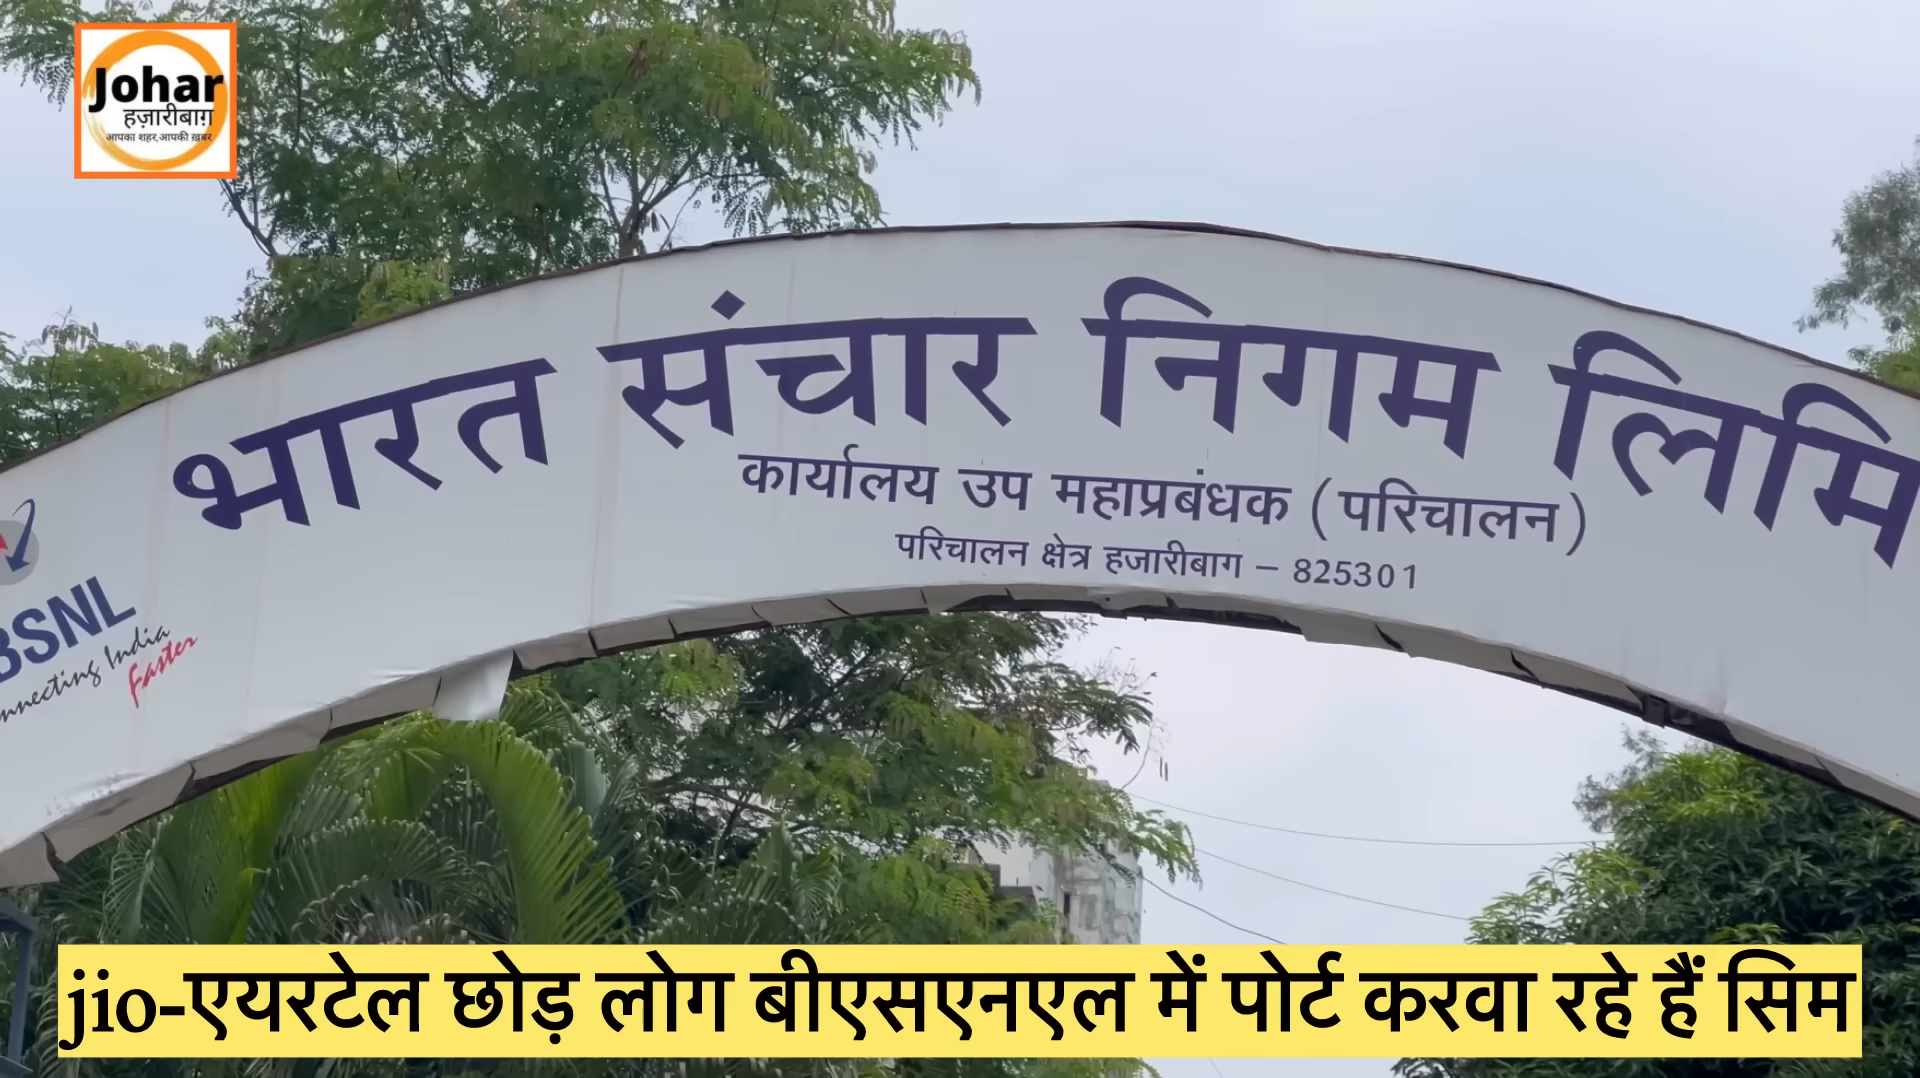 Johar
हज़ारीबाग़
आपका शहर,आपकी ख़बर
भारत संचार निगम लिमि
कार्यालय उप महाप्रबंधक (परिचालन)
परिचालन क्षेत्र हजारीबाग – 825301
BSNL
nnecting India
Faster
jio-एयरटेल छोड़ लोग बीएसएनएल में पोर्ट करवा रहे हैं सिम